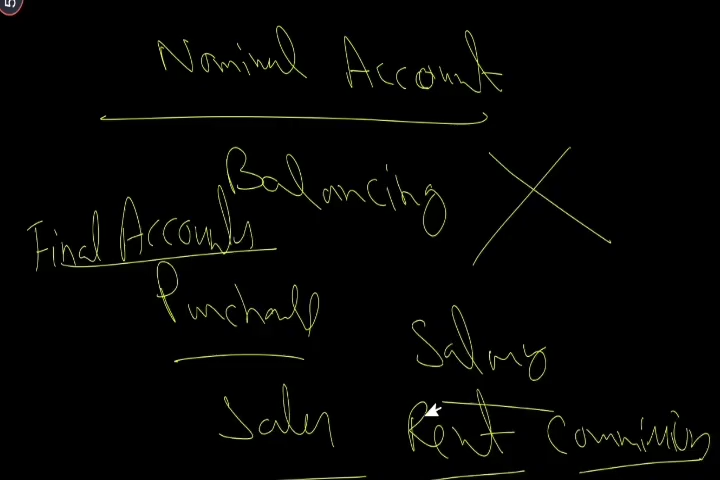 Nominal Account
Balancing
Final Accounts
Purchase
Salary
Sales
Rent
Commission